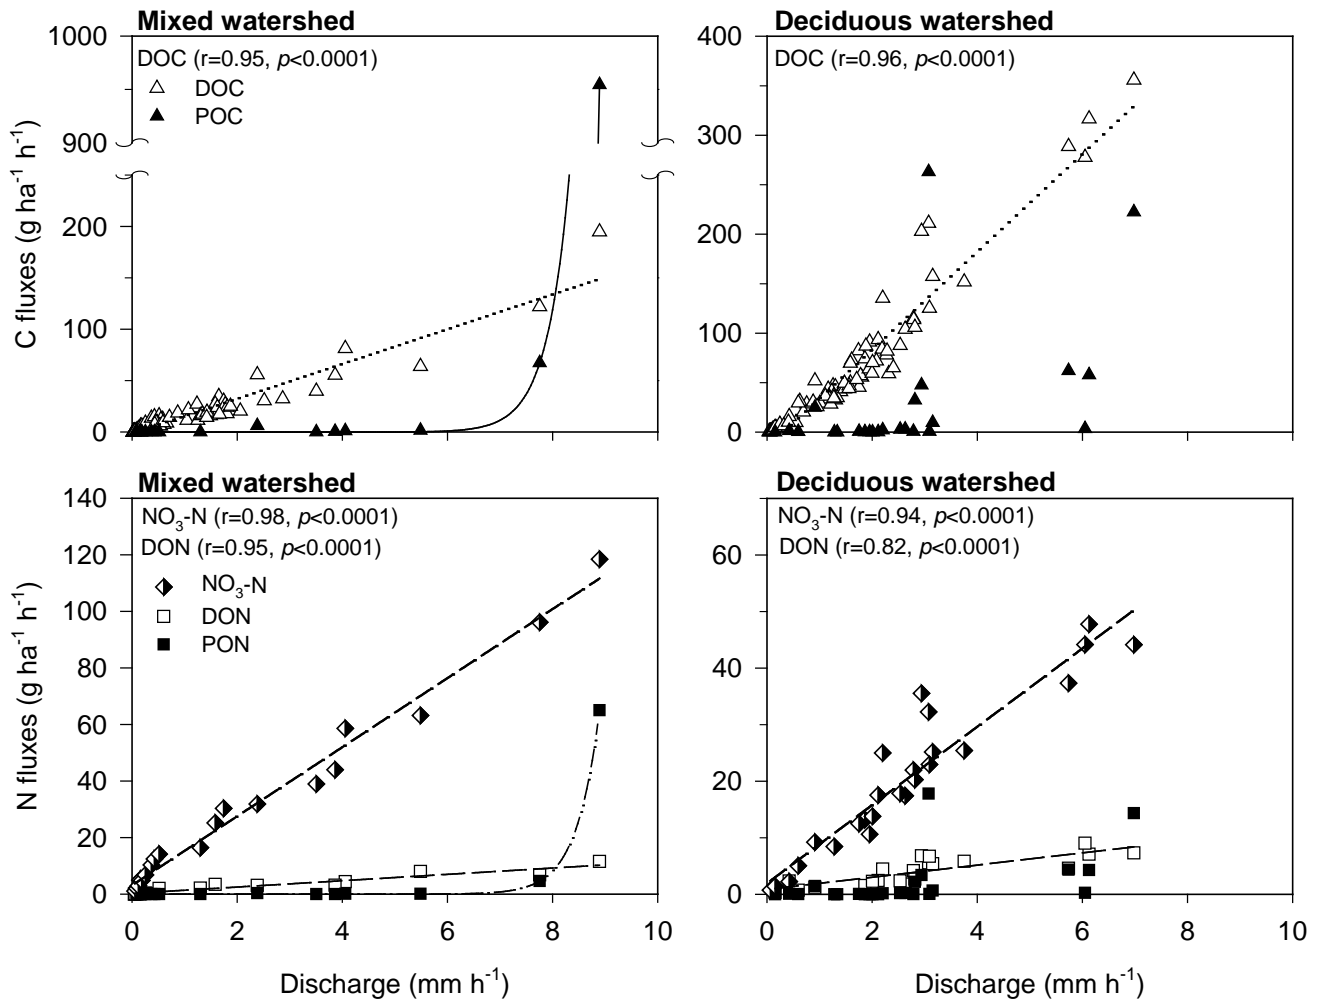 Mixed watershed
1000
900
200
100
0
C fluxes (g ha⁻¹ h⁻¹)
DOC (r=0.95, p<0.0001)
DOC
POC
Deciduous watershed
400
300
200
100
0
DOC (r=0.96, p<0.0001)
Mixed watershed
140
120
100
80
60
40
20
0
N fluxes (g ha⁻¹ h⁻¹)
NO₃-N (r=0.98, p<0.0001)
DON (r=0.95, p<0.0001)
NO₃-N
DON
PON
0 2 4 6 8 10
Discharge (mm h⁻¹)
Deciduous watershed
60
40
20
0
NO₃-N (r=0.94, p<0.0001)
DON (r=0.82, p<0.0001)
0 2 4 6 8 10
Discharge (mm h⁻¹)